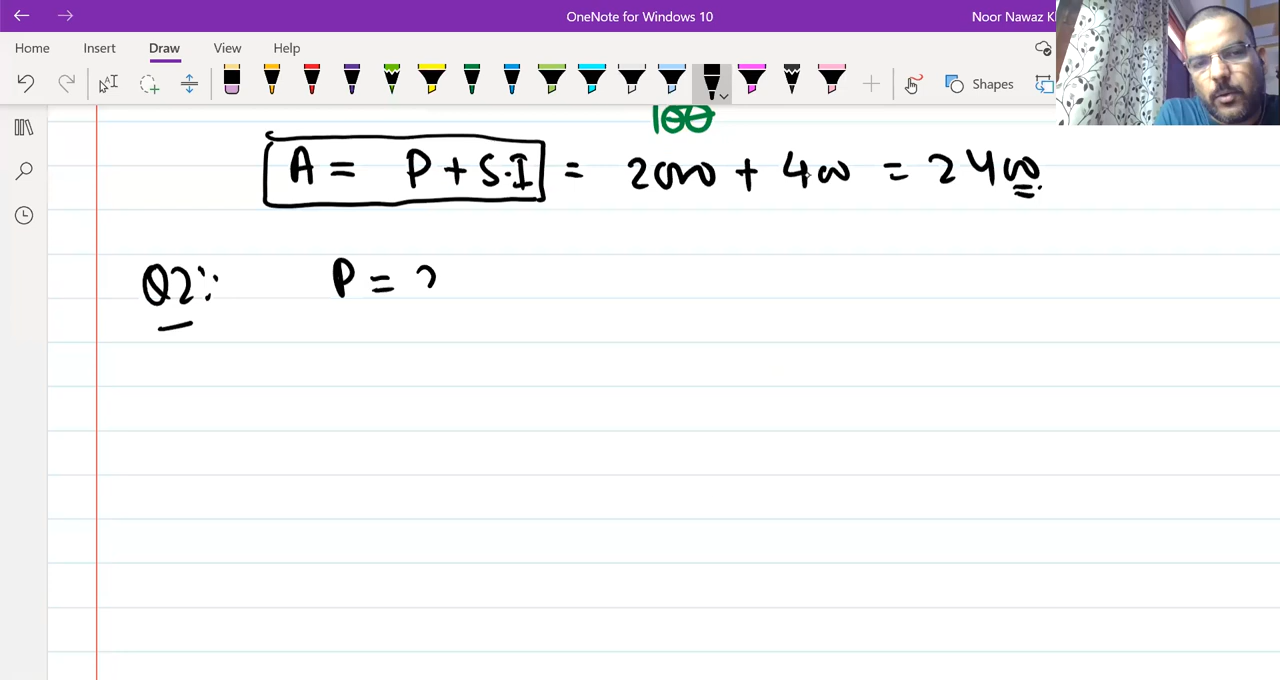 OneNote for Windows 10
Noor Nawaz K
Home Insert Draw View Help
Shapes
100
A = P + S.I = 2000 + 400 = 2400
Q2:
P = ?